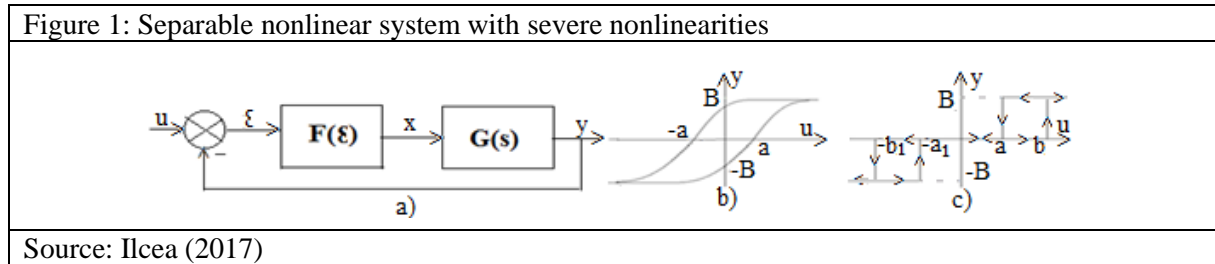 Figure 1: Separable nonlinear system with severe nonlinearities
u ξ F(ξ) x G(s) y
-
a)
y
B
-a u
a
-B
b)
y
B
-b₁ -a₁ a b u
-B
c)
Source: Ilcea (2017)